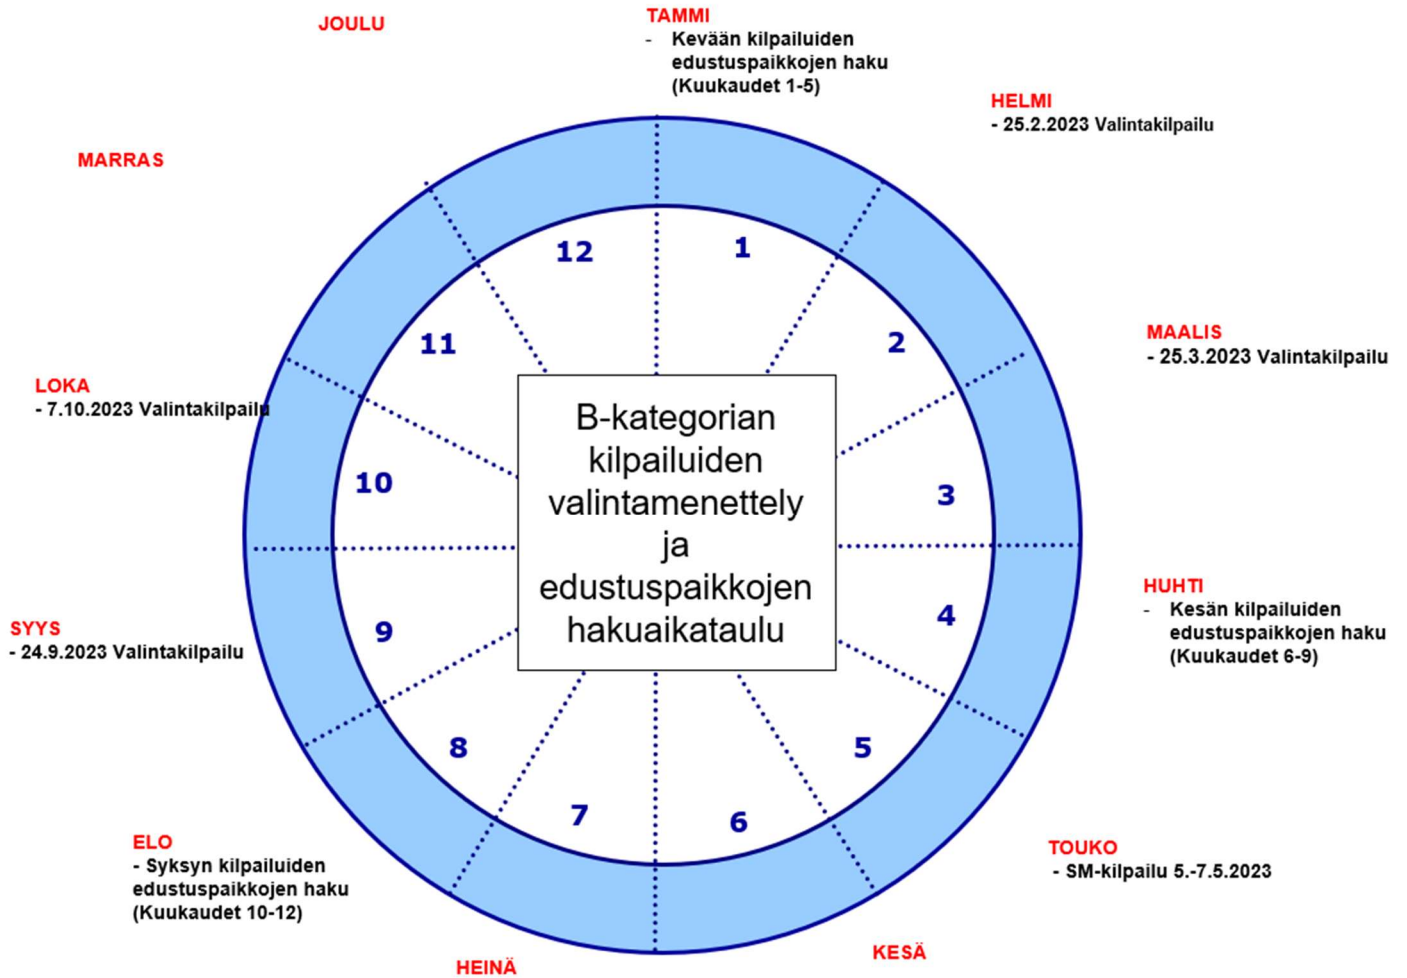 JOULU
TAMMI
- Kevään kilpailuiden
edustuspaikkojen haku
(Kuukaudet 1-5)
HELMI
- 25.2.2023 Valintakilpailu
MARRAS
12
1
11
2
MAALIS
- 25.3.2023 Valintakilpailu
LOKA
- 7.10.2023 Valintakilpailu
10
3
B-kategorian
kilpailuiden
valintamenettely
ja
edustuspaikkojen
hakuaikataulu
HUHTI
- Kesän kilpailuiden
edustuspaikkojen haku
(Kuukaudet 6-9)
SYYS
- 24.9.2023 Valintakilpailu
9
4
8
5
7
6
ELO
- Syksyn kilpailuiden
edustuspaikkojen haku
(Kuukaudet 10-12)
TOUKO
- SM-kilpailu 5.-7.5.2023
HEINÄ
KESÄ